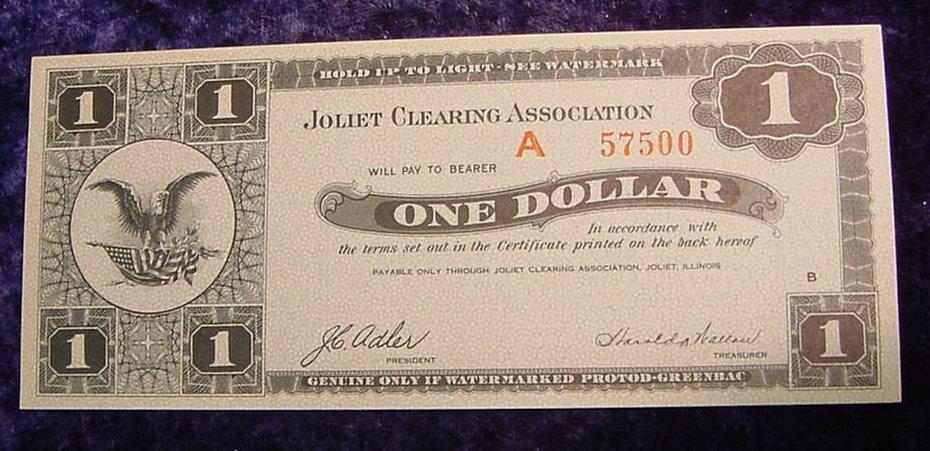 HOLD UP TO LIGHT-SEE WATERMARK
1 1 1
JOLIET CLEARING ASSOCIATION
A 57500
WILL PAY TO BEARER
ONE DOLLAR
In accordance with
the terms set out in the Certificate printed on the back hereof
PAYABLE ONLY THROUGH JOLIET CLEARING ASSOCIATION, JOLIET, ILLINOIS
B
J.C. Adler
PRESIDENT
Harold
TREASURER
1 1 1
GENUINE ONLY IF WATERMARKED PROTOD-GREENBAC